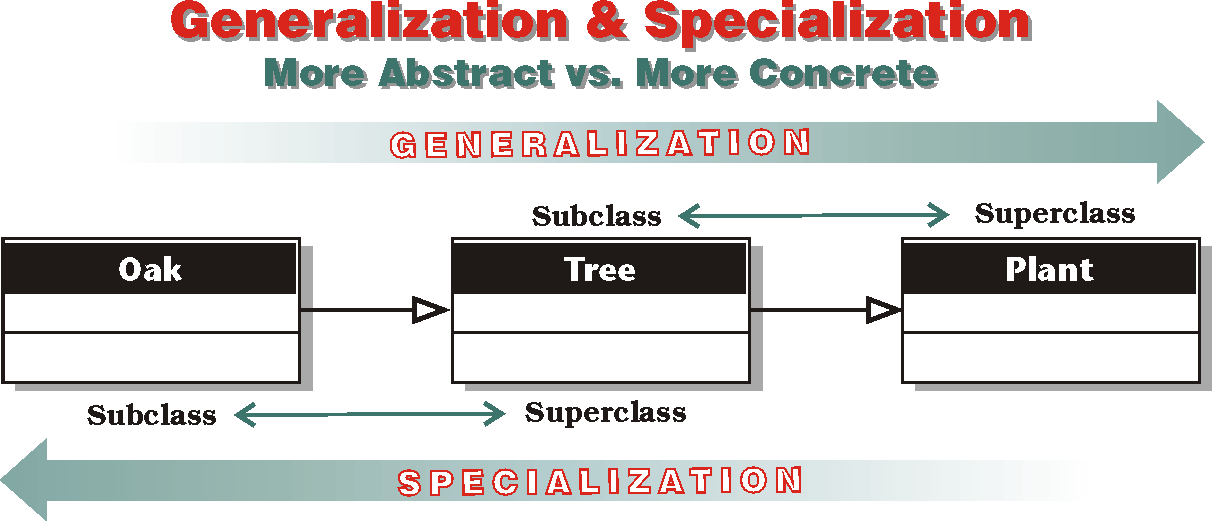 Generalization & Specialization
More Abstract vs. More Concrete
GENERALIZATION
Subclass Superclass
Oak Tree Plant
Subclass Superclass
SPECIALIZATION